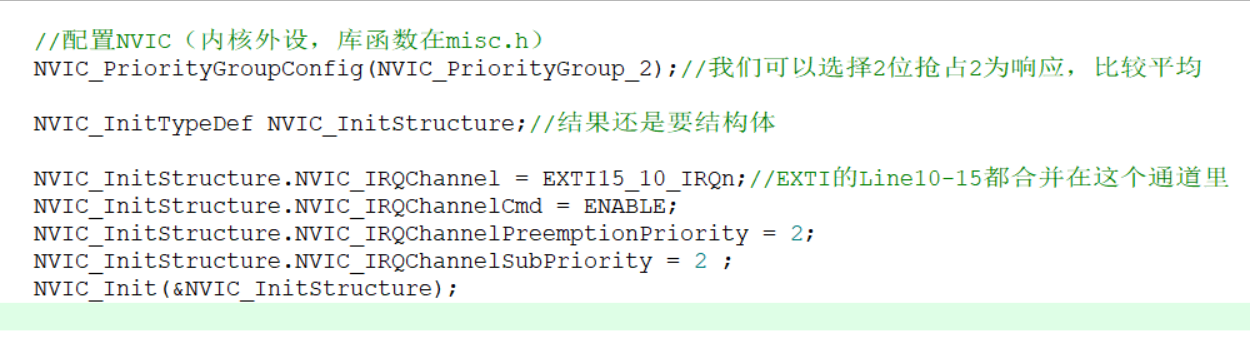 //配置NVIC（内核外设，库函数在misc.h）
NVIC_PriorityGroupConfig(NVIC_PriorityGroup_2);//我们可以选择2位抢占2为响应，比较平均
NVIC_InitTypeDef NVIC_InitStructure;//结果还是要结构体
NVIC_InitStructure.NVIC_IRQChannel = EXTI15_10_IRQn;//EXTI的Line10-15都合并在这个通道里
NVIC_InitStructure.NVIC_IRQChannelCmd = ENABLE;
NVIC_InitStructure.NVIC_IRQChannelPreemptionPriority = 2;
NVIC_InitStructure.NVIC_IRQChannelSubPriority = 2 ;
NVIC_Init(&NVIC_InitStructure);